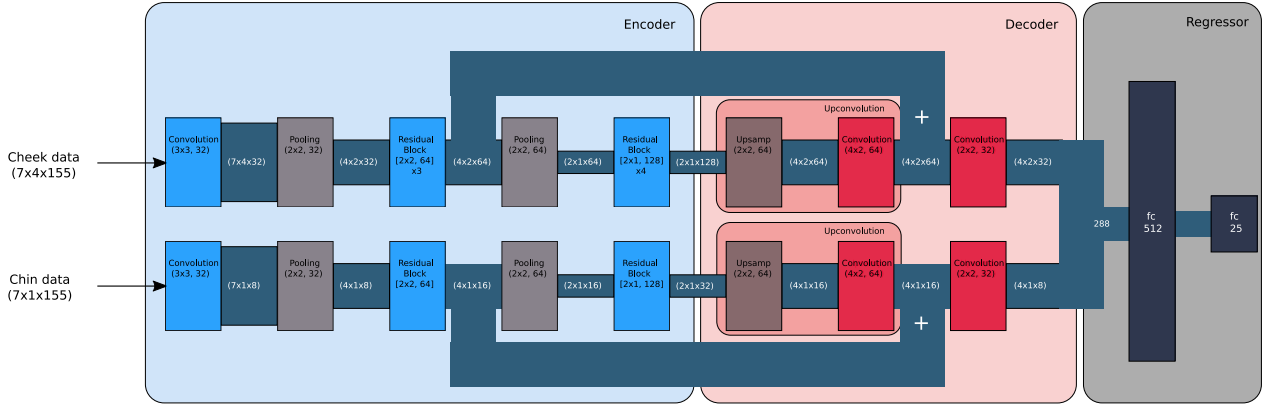 Encoder
Decoder
Regressor
Cheek data
(7x4x155)
Convolution
(3x3, 32)
(7x4x32)
Pooling
(2x2, 32)
(4x2x32)
Residual
Block
[2x2, 64]
x3
(4x2x64)
Pooling
(2x2, 64)
(2x1x64)
Residual
Block
[2x1, 128]
x4
(2x1x128)
Upconvolution
Upsamp
(2x2, 64)
(4x2x64)
Convolution
(4x2, 64)
+
(4x2x64)
Convolution
(2x2, 32)
(4x2x32)
Chin data
(7x1x155)
Convolution
(3x3, 32)
(7x1x8)
Pooling
(2x2, 32)
(4x1x8)
Residual
Block
[2x2, 64]
(4x1x16)
Pooling
(2x2, 64)
(2x1x16)
Residual
Block
[2x1, 128]
(2x1x32)
Upconvolution
Upsamp
(2x2, 64)
(4x1x16)
Convolution
(4x2, 64)
(4x1x16)
+
Convolution
(2x2, 32)
(4x1x8)
288
fc
512
fc
25